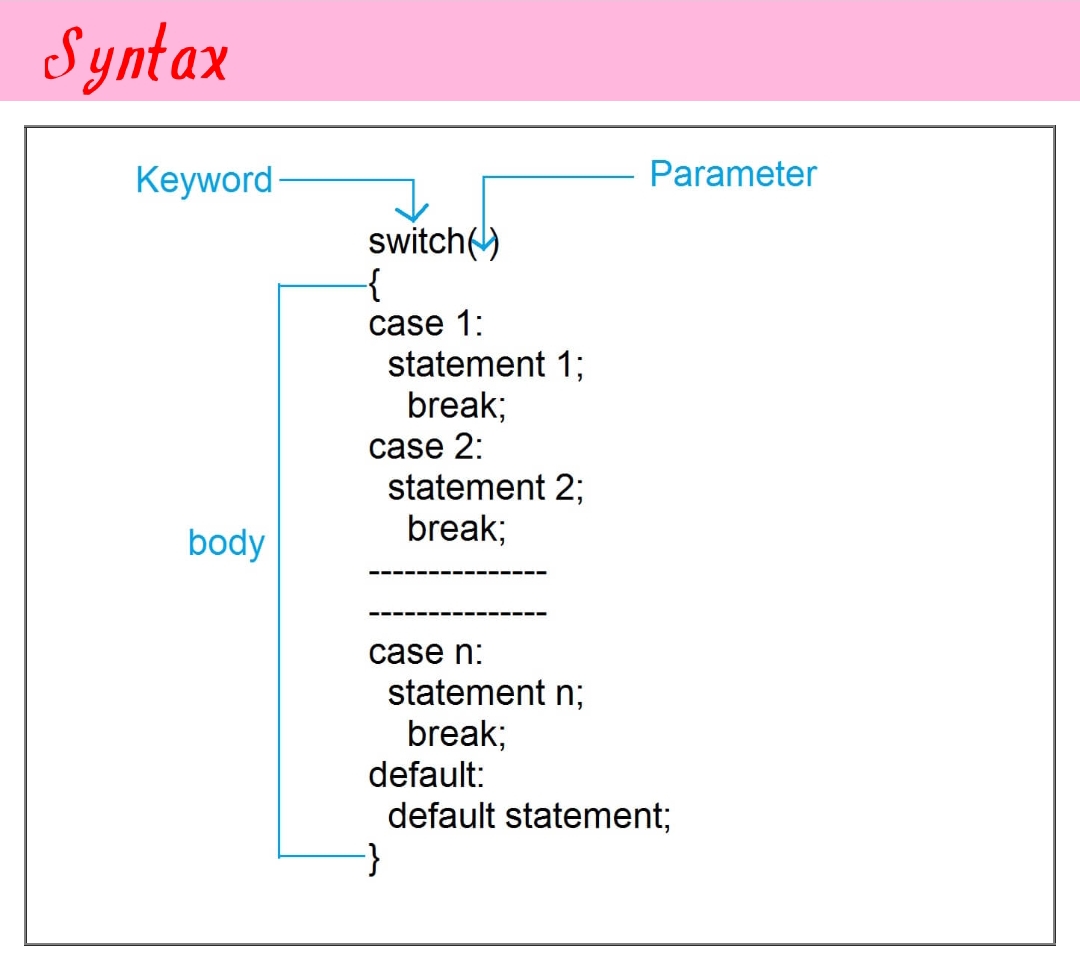 Syntax
Keyword
Parameter
switch( )
{
case 1:
statement 1;
break;
case 2:
statement 2;
break;
body
---------------
---------------
case n:
statement n;
break;
default:
default statement;
}